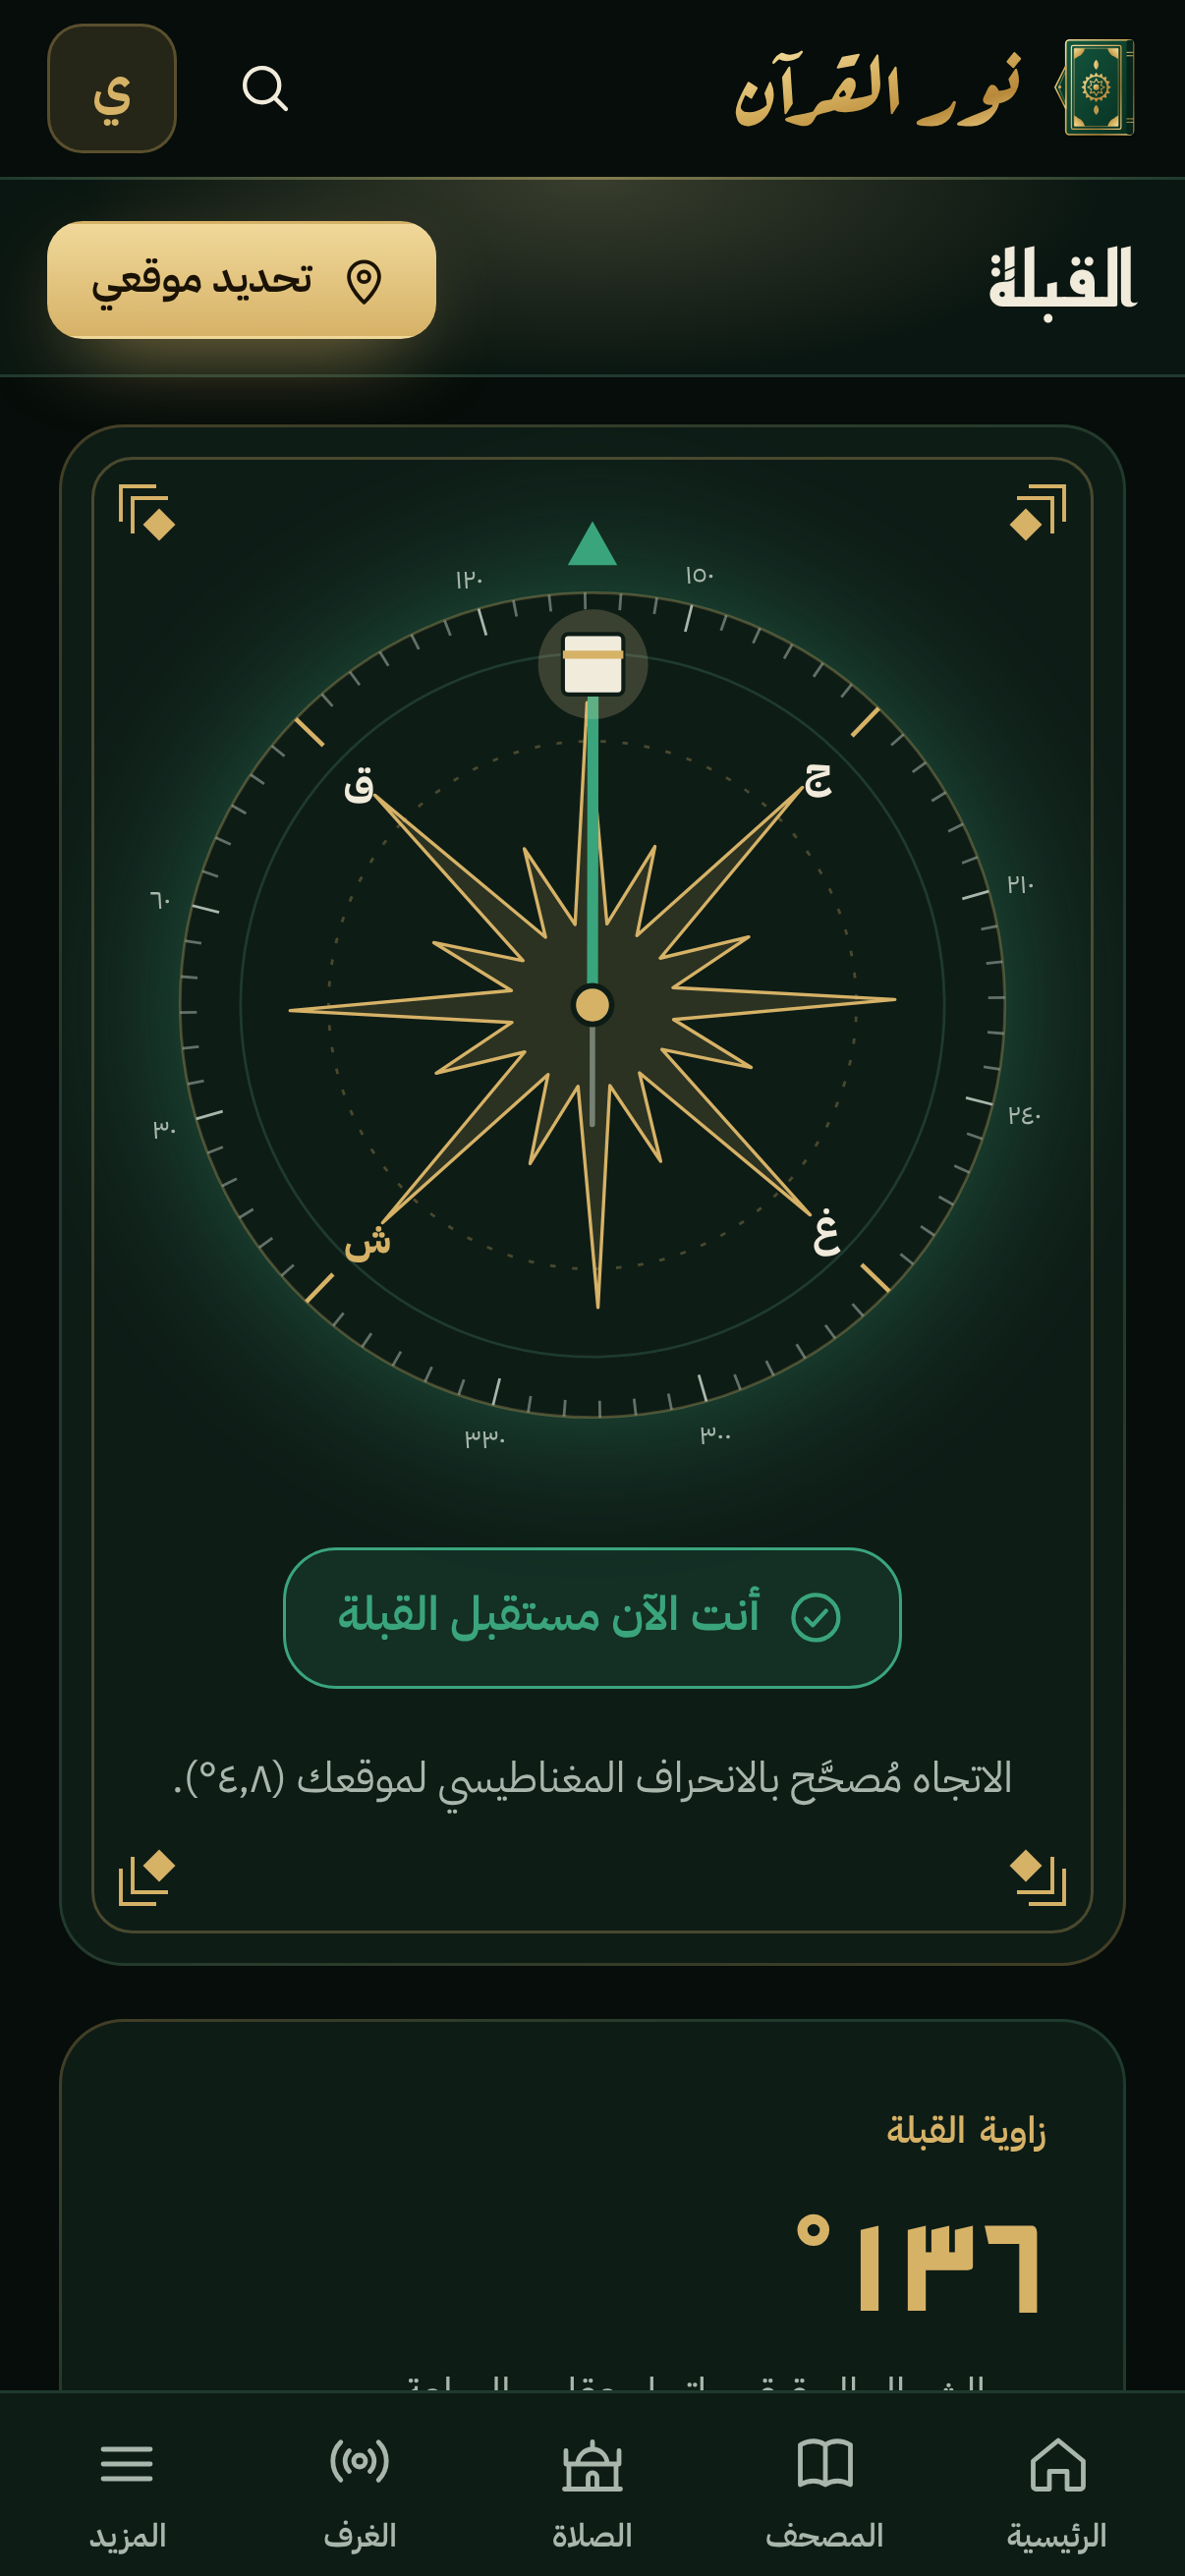 نور القرآن
ي
القبلة
تحديد موقعي
١٢٠
١٥٠
ق
ج
٦٠
٢١٠
٣٠
٢٤٠
ش
غ
٣٣٠
٣٠٠
أنت الآن مستقبل القبلة
الاتجاه مُصحَّح بالانحراف المغناطيسي لموقعك (٤,٨°).
زاوية القبلة
١٣٦°
الرئيسية
المصحف
الصلاة
الغرف
المزيد